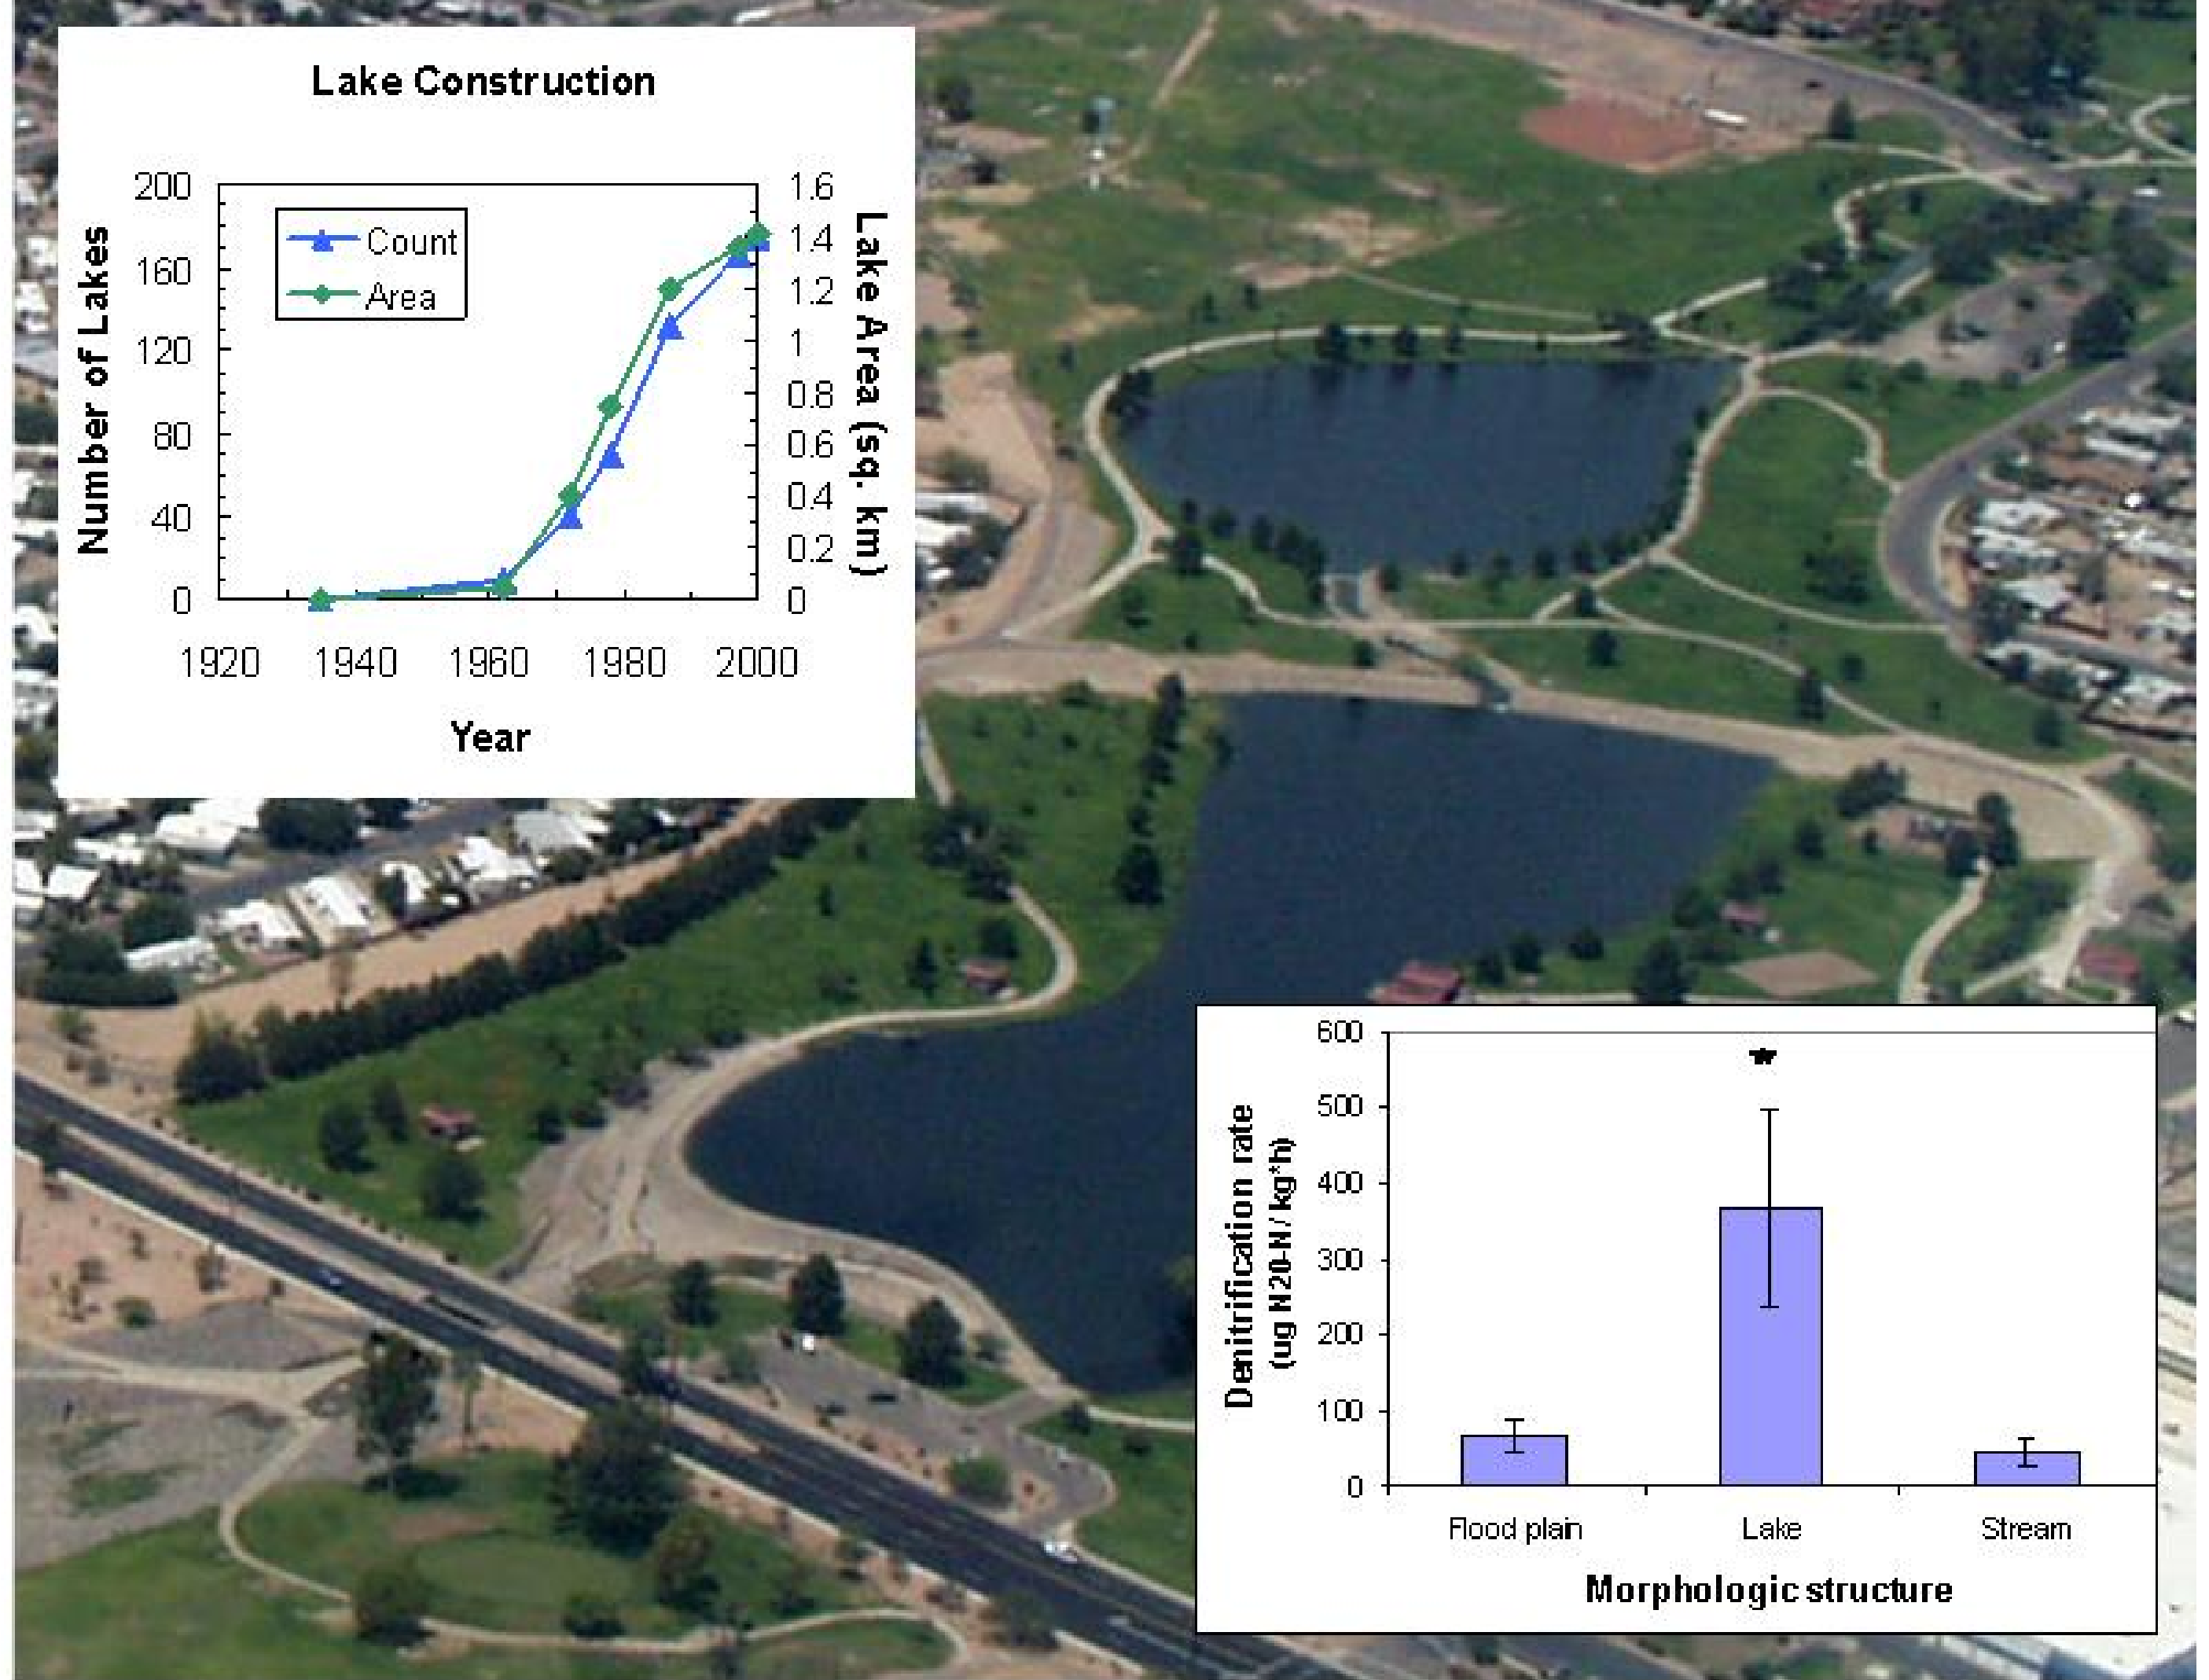 Lake Construction
200
160
120
80
40
0
Number of Lakes
Count
Area
1.6
1.4
1.2
1
0.8
0.6
0.4
0.2
0
Lake Area (sq. km)
1920 1940 1960 1980 2000
Year
600
500
400
300
200
100
0
Denitrification rate
(ug N20-N/kg*h)
*
Flood plain Lake Stream
Morphologic structure